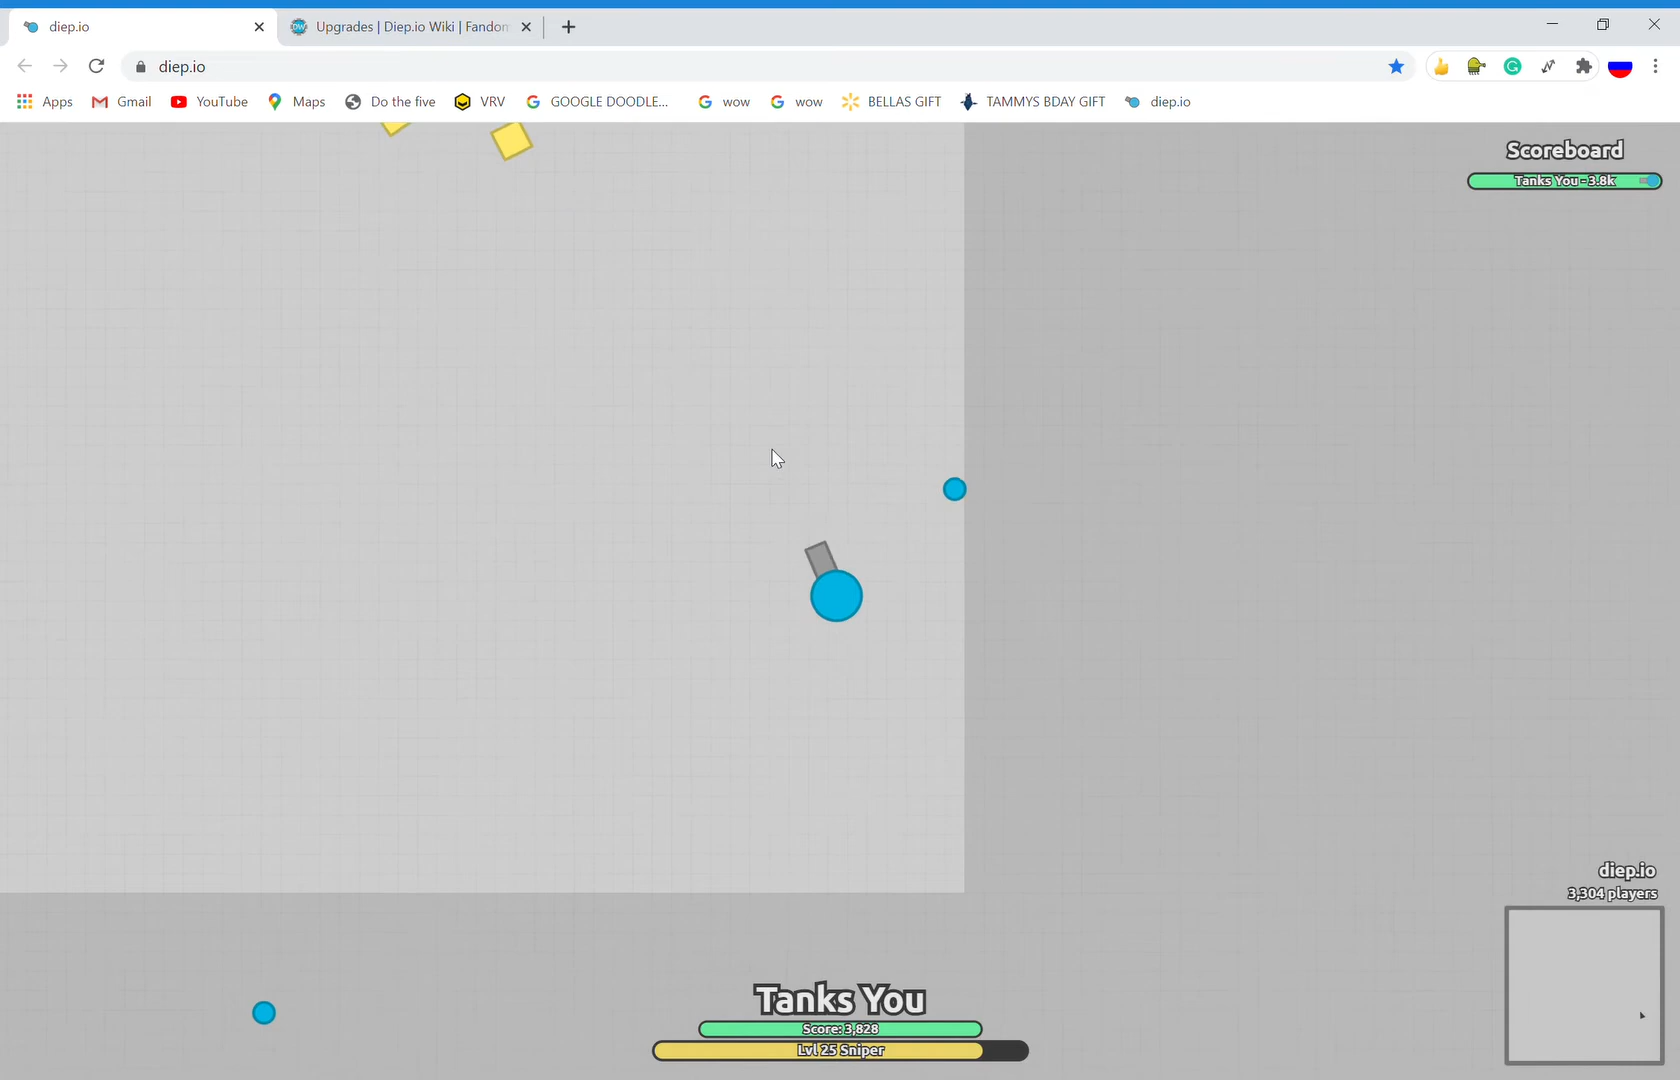 diep.io
Upgrades | Diep.io Wiki | Fandom
diep.io
Apps
Gmail
YouTube
Maps
Do the five
VRV
GOOGLE DOODLE...
wow
wow
BELLAS GIFT
TAMMYS BDAY GIFT
diep.io
Scoreboard
Tanks You - 3.8k
diep.io
3,304 players
Tanks You
Score: 3,828
Lvl 25 Sniper